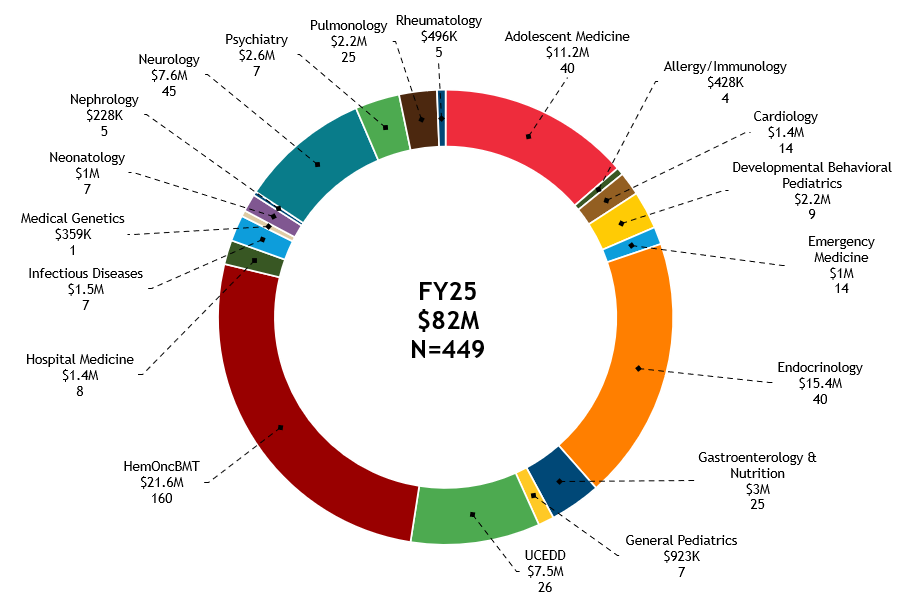 Rheumatology
$496K
5
Adolescent Medicine
$11.2M
40
Allergy/Immunology
$428K
4
Cardiology
$1.4M
14
Developmental Behavioral
Pediatrics
$2.2M
9
Emergency
Medicine
$1M
14
Endocrinology
$15.4M
40
Gastroenterology &
Nutrition
$3M
25
General Pediatrics
$923K
7
UCEDD
$7.5M
26
HemOncBMT
$21.6M
160
Hospital Medicine
$1.4M
8
Infectious Diseases
$1.5M
7
Medical Genetics
$359K
1
Neonatology
$1M
7
Nephrology
$228K
5
Neurology
$7.6M
45
Psychiatry
$2.6M
7
Pulmonology
$2.2M
25
FY25
$82M
N=449